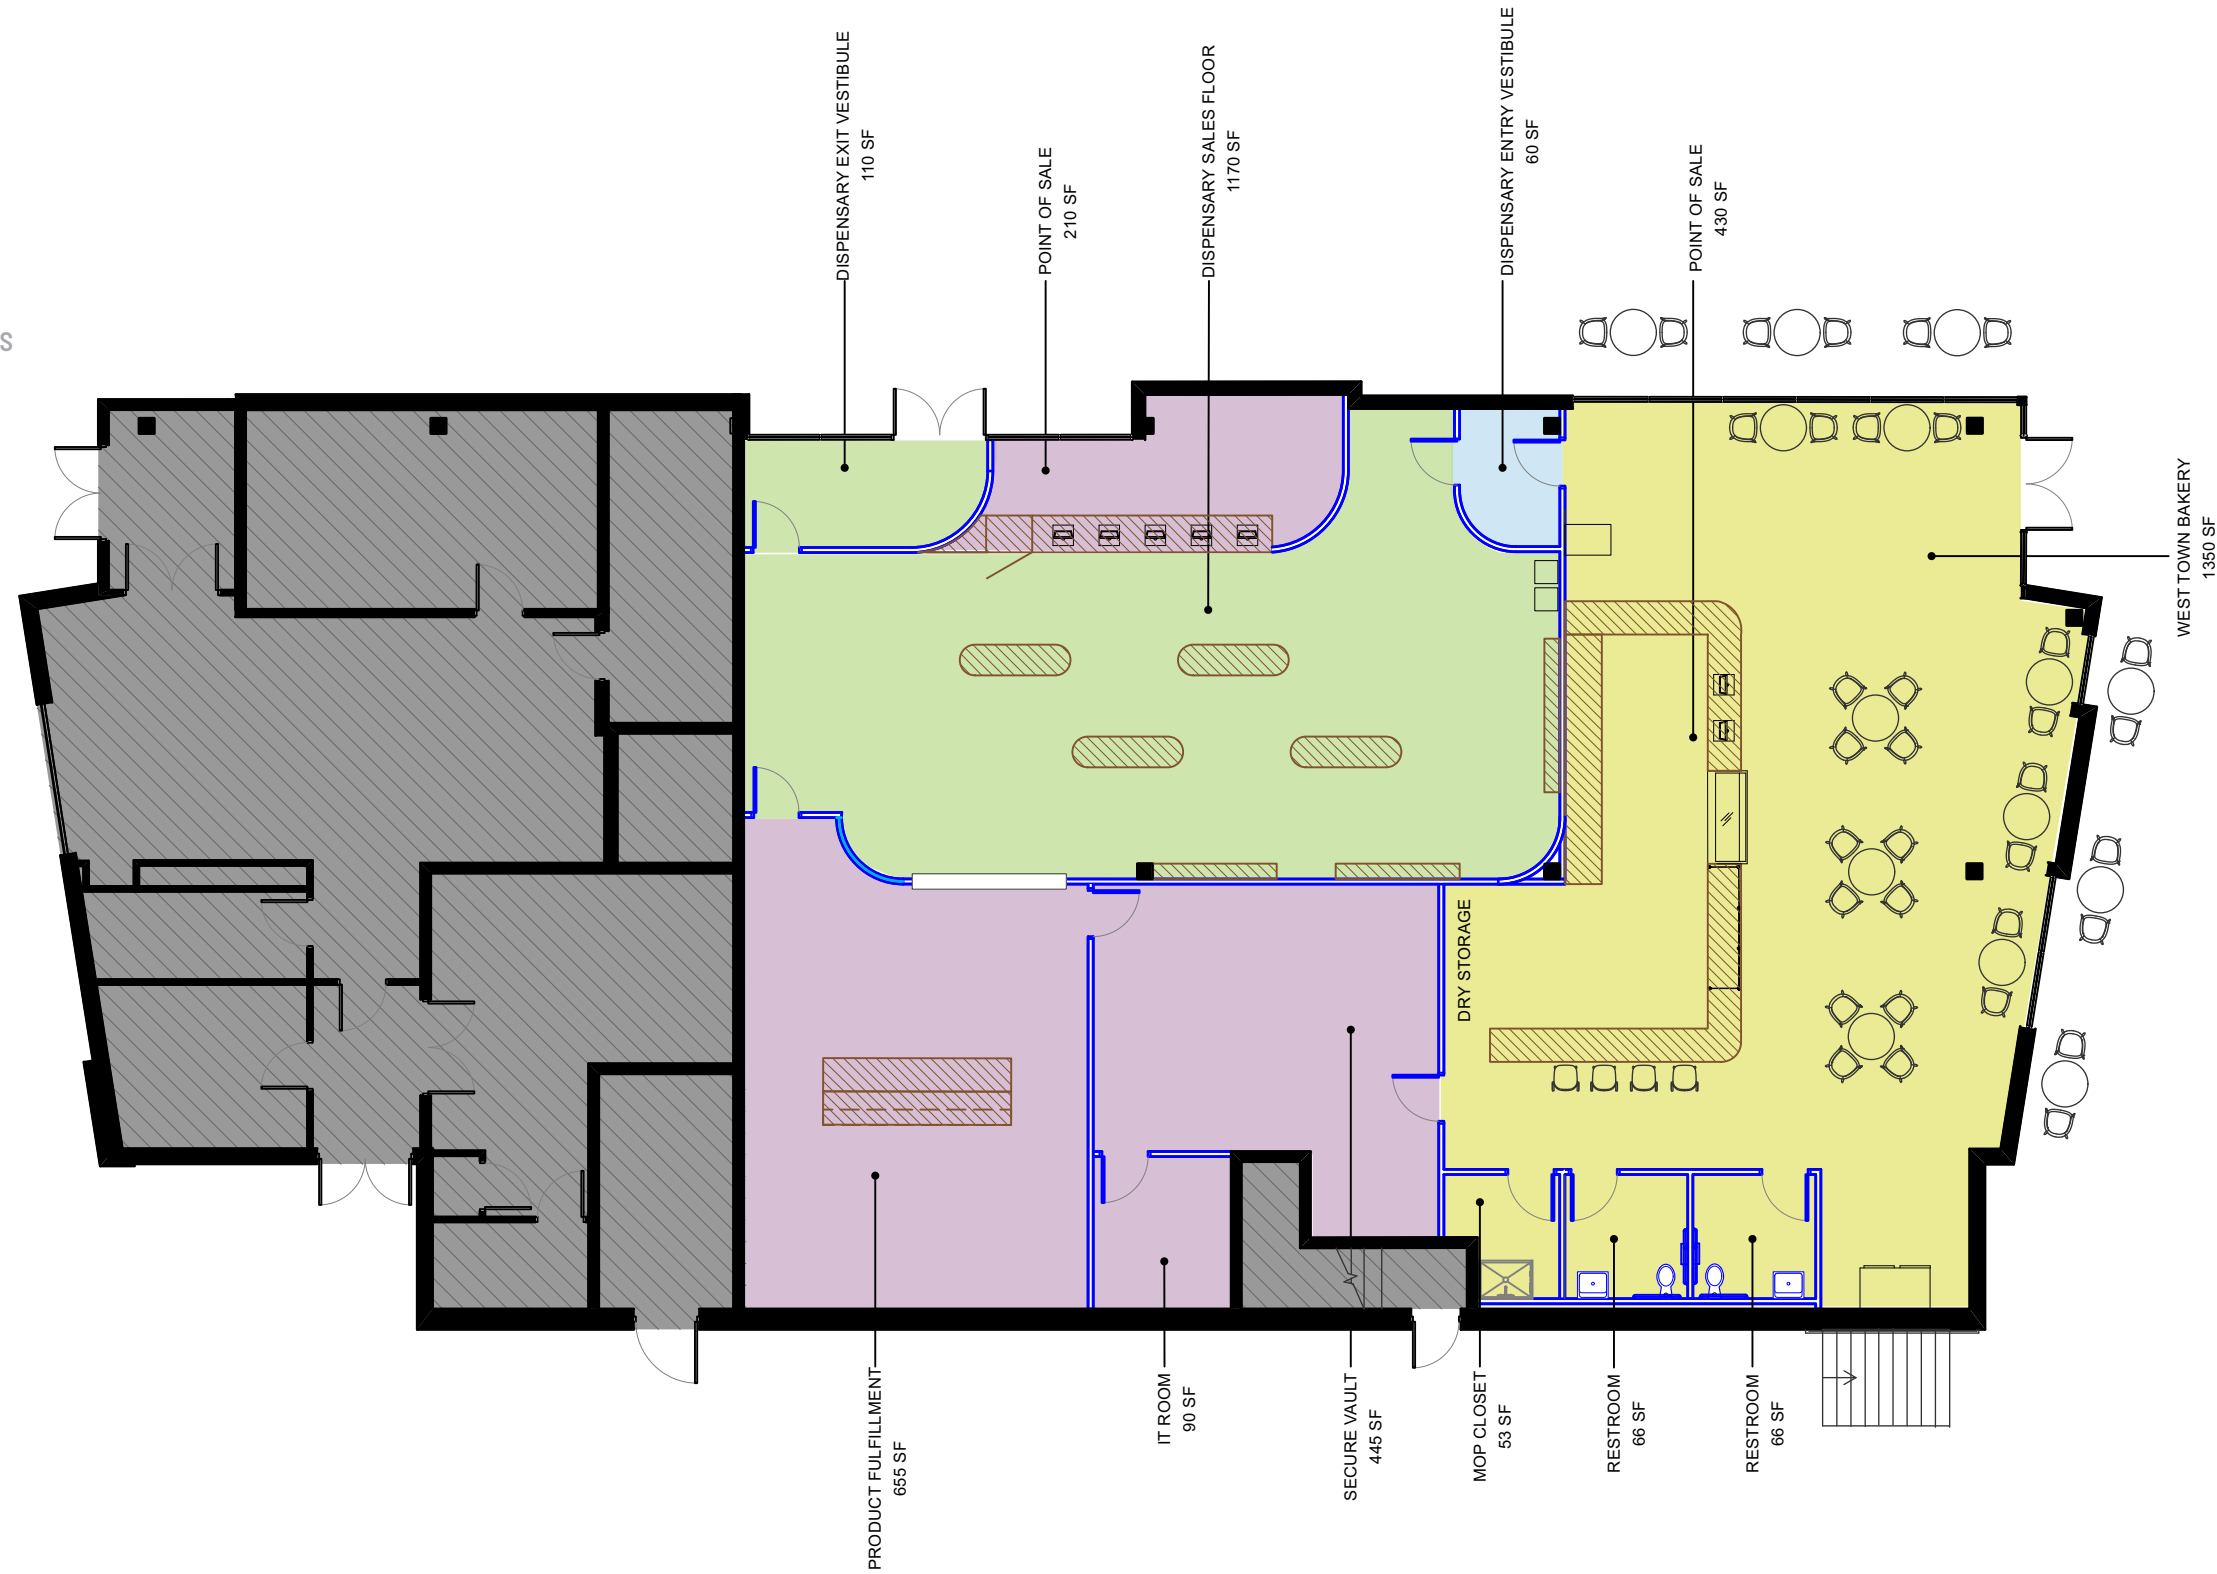 S
DISPENSARY EXIT VESTIBULE
110 SF
POINT OF SALE
210 SF
DISPENSARY SALES FLOOR
1170 SF
DISPENSARY ENTRY VESTIBULE
60 SF
POINT OF SALE
430 SF
WEST TOWN BAKERY
1350 SF
DRY STORAGE
PRODUCT FULFILLMENT
655 SF
IT ROOM
90 SF
SECURE VAULT
445 SF
MOP CLOSET
53 SF
RESTROOM
66 SF
RESTROOM
66 SF